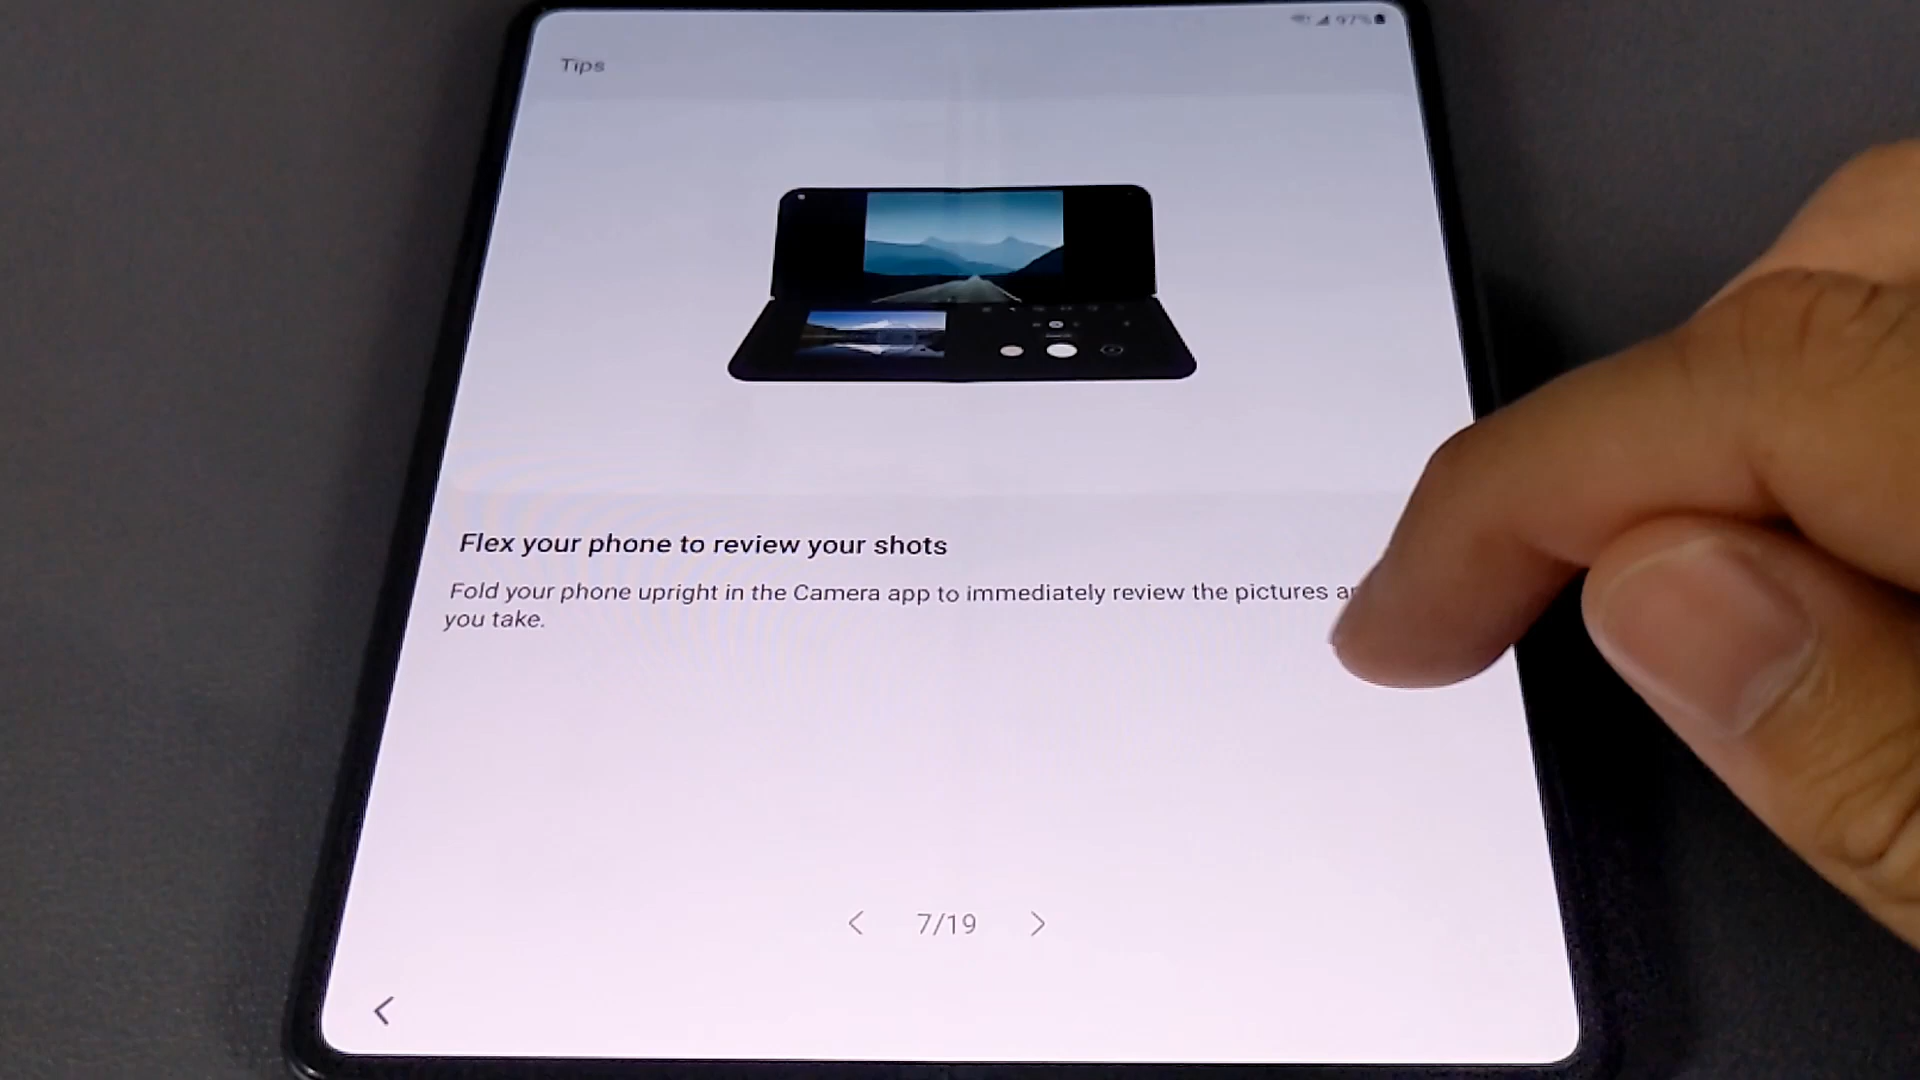 97%
Tips
Flex your phone to review your shots
Fold your phone upright in the Camera app to immediately review the pictures
you take.
7/19